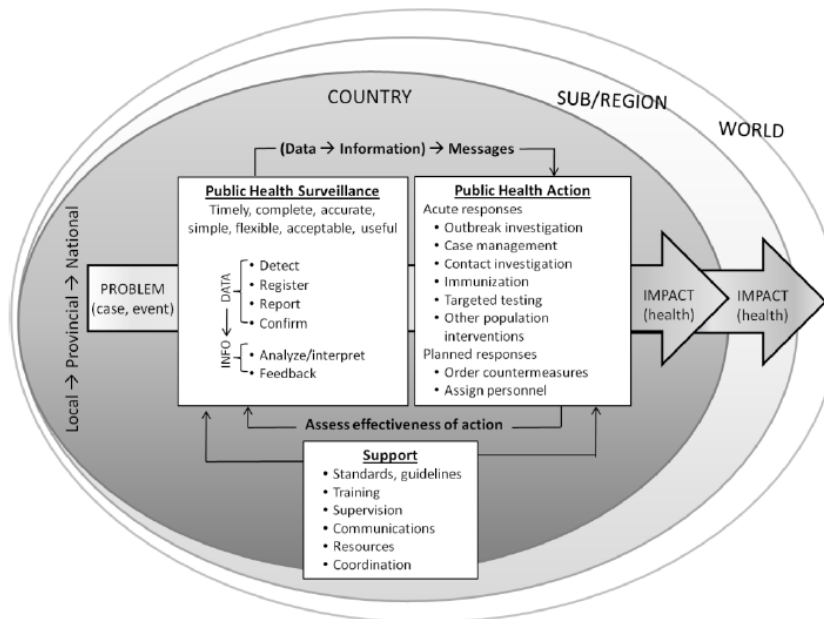 COUNTRY
SUB/REGION
WORLD
(Data → Information) → Messages
Local → Provincial → National
PROBLEM
(case, event)
Public Health Surveillance
Timely, complete, accurate,
simple, flexible, acceptable, useful
DATA
• Detect
• Register
• Report
• Confirm
INFO
• Analyze/interpret
• Feedback
Public Health Action
Acute responses
• Outbreak investigation
• Case management
• Contact investigation
• Immunization
• Targeted testing
• Other population
interventions
Planned responses
• Order countermeasures
• Assign personnel
IMPACT
(health)
IMPACT
(health)
Assess effectiveness of action
Support
• Standards, guidelines
• Training
• Supervision
• Communications
• Resources
• Coordination